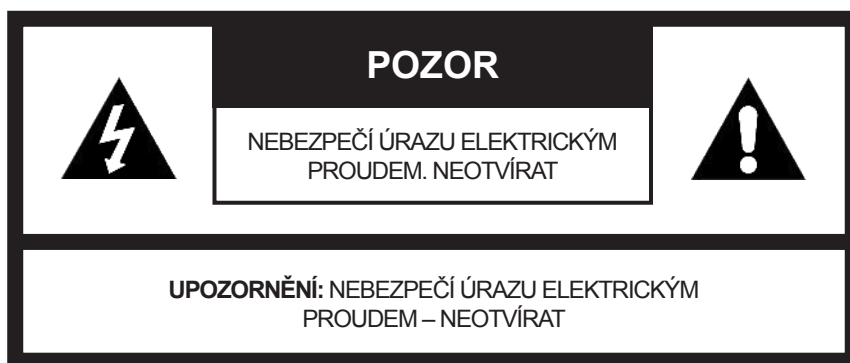 POZOR
NEBEZPEČÍ ÚRAZU ELEKTRICKÝM
PROUDEM. NEOTVÍRAT
UPOZORNĚNÍ: NEBEZPEČÍ ÚRAZU ELEKTRICKÝM
PROUDEM – NEOTVÍRAT